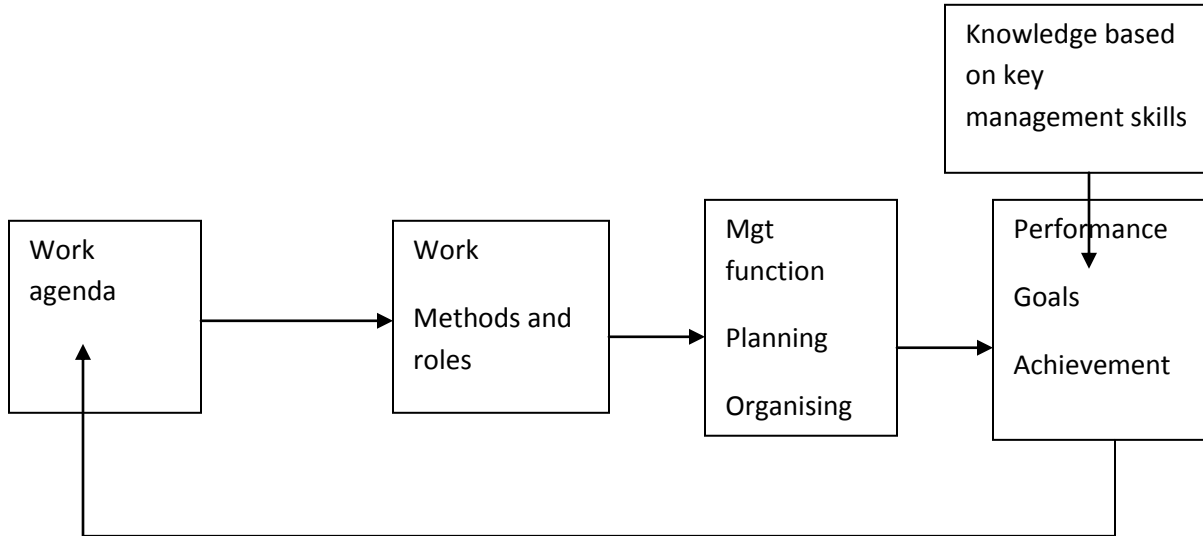 Knowledge based
on key
management skills
Work
agenda
Work
Methods and
roles
Mgt
function
Planning
Organising
Performance
Goals
Achievement